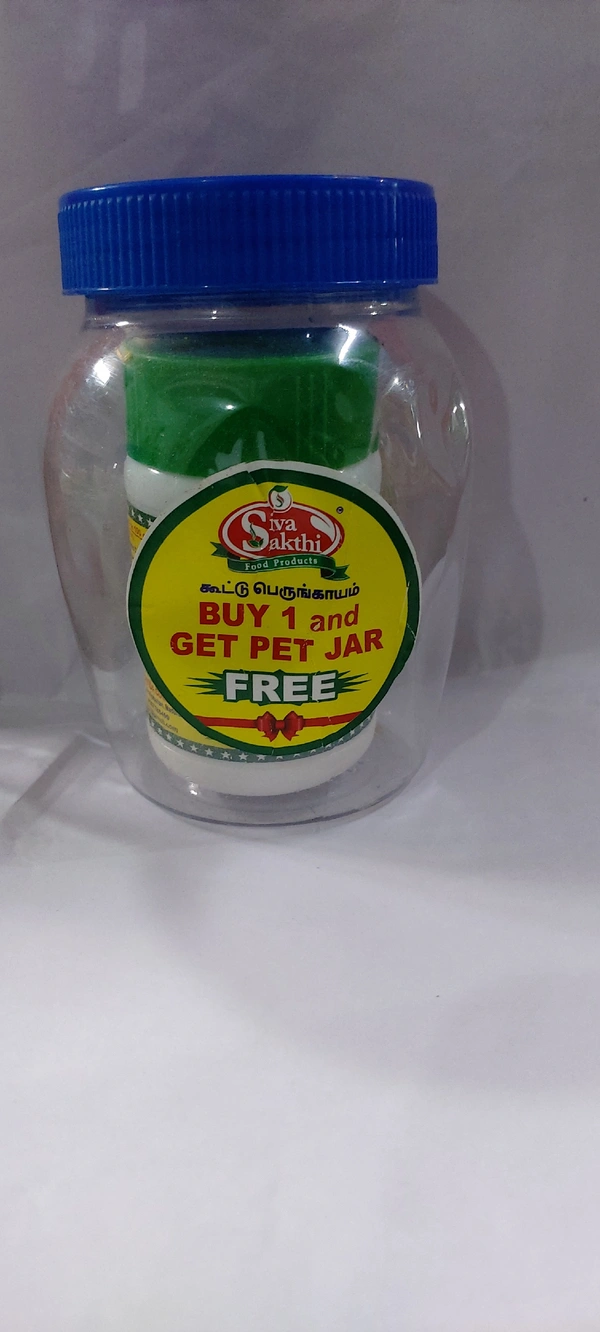 Siva
Sakthi
®
Food Products
கூட்டு பெருங்காயம்
BUY 1 and
GET PET JAR
FREE